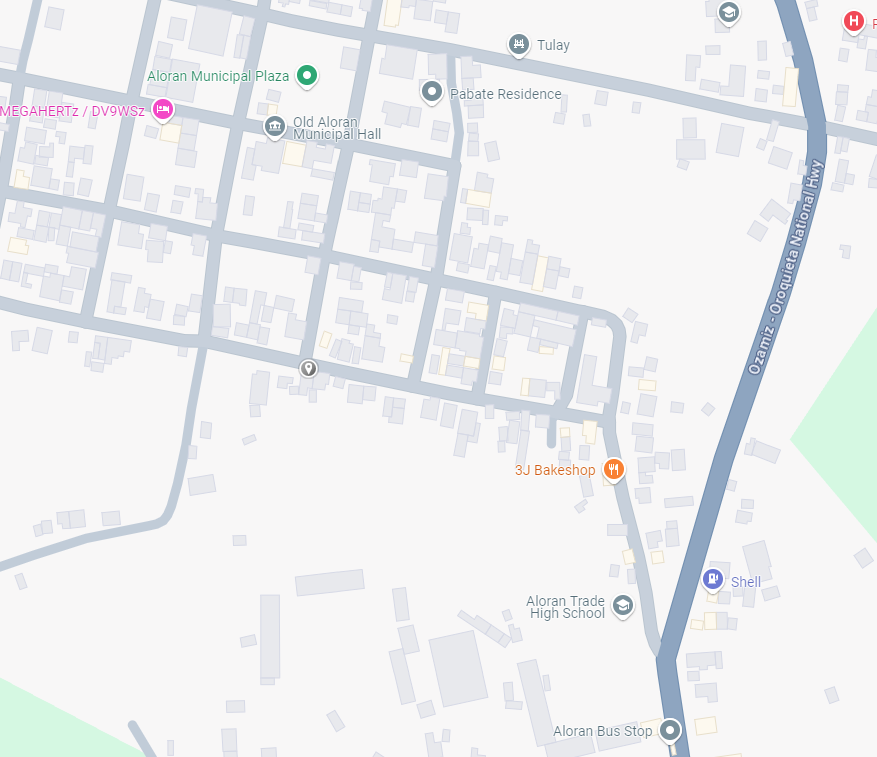 Tulay
Aloran Municipal Plaza
Pabate Residence
MEGAHERTz / DV9WSz
Old Aloran
Municipal Hall
Ozamiz - Oroquieta National Hwy
3J Bakeshop
Shell
Aloran Trade
High School
Aloran Bus Stop
H